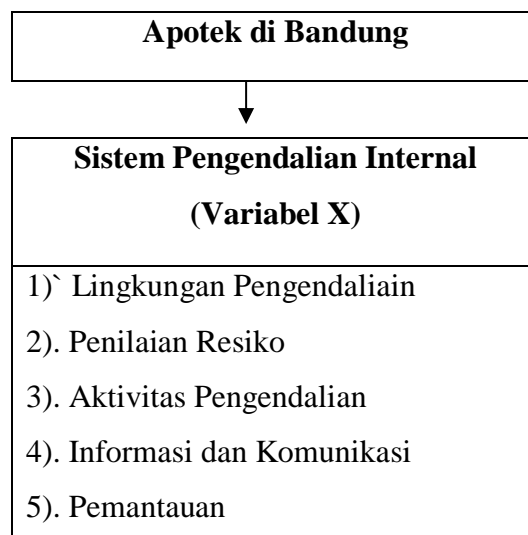 Apotek di Bandung
Sistem Pengendalian Internal
(Variabel X)
1)` Lingkungan Pengendaliain
2). Penilaian Resiko
3). Aktivitas Pengendalian
4). Informasi dan Komunikasi
5). Pemantauan